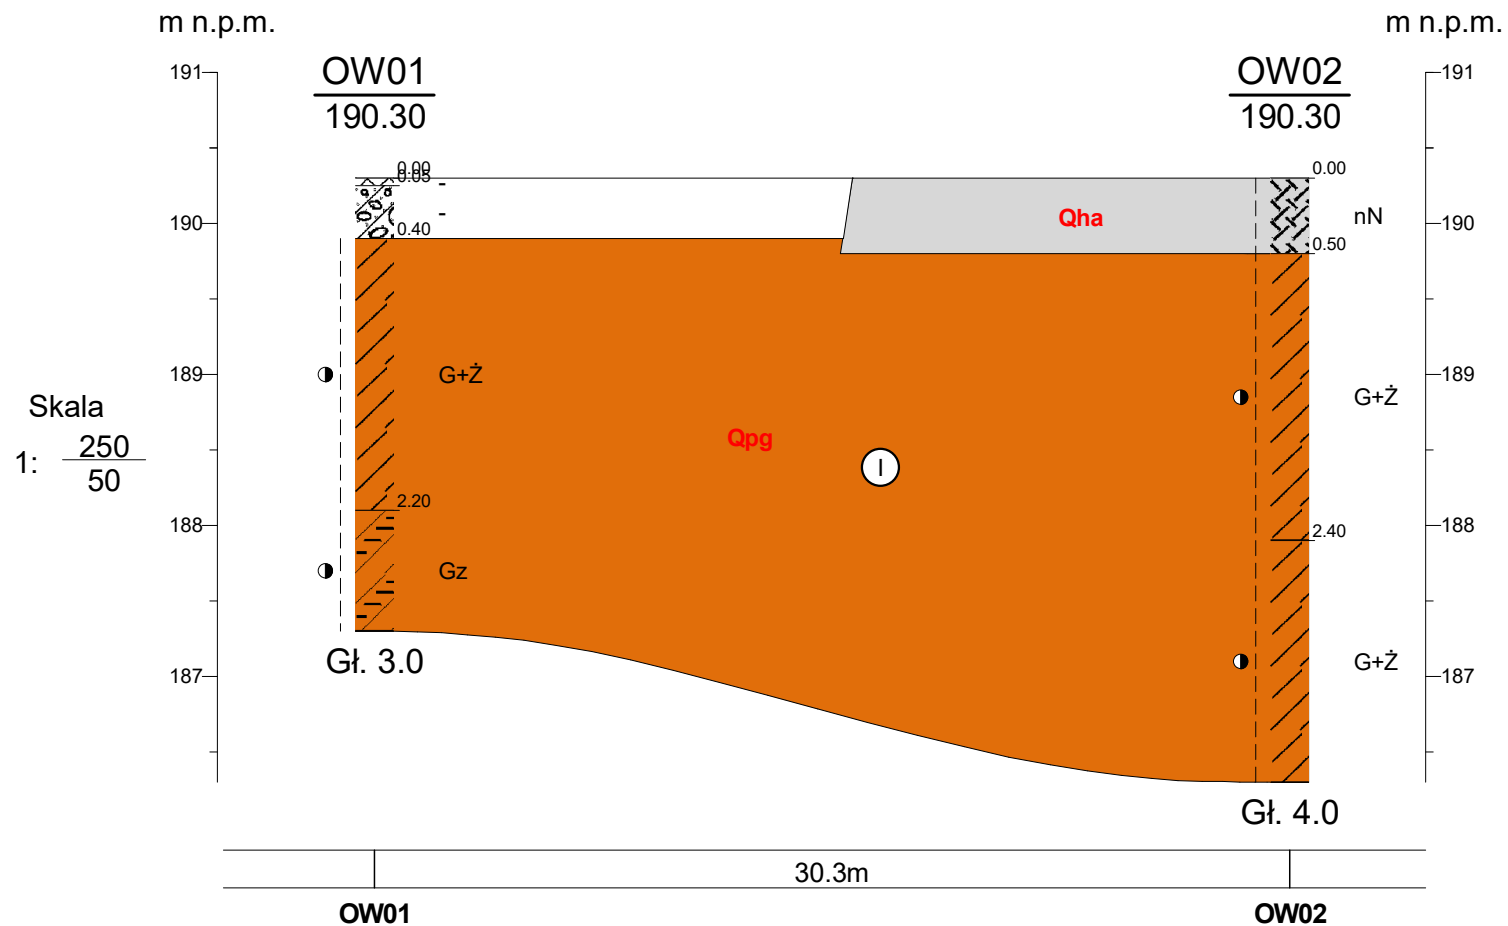 m n.p.m. m n.p.m.
OW01 OW02
191 191
190.30 190.30
0.00 0.00
0.05 -
Qha nN
-
190 0.40 190
0.50
189 G+Ż G+Ż 189
Skala
Qpg
1: 250
50
I
2.20
188 2.40 188
Gz
Gł. 3.0 G+Ż
187 187
Gł. 4.0
30.3m
OW01 OW02